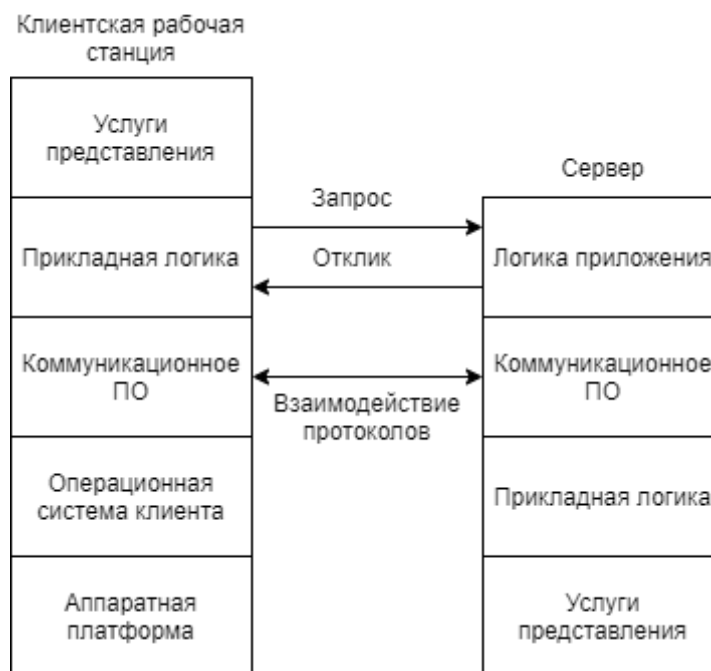 Клиентская рабочая
станция
Услуги
представления
Прикладная логика
Коммуникационное
ПО
Операционная
система клиента
Аппаратная
платформа
Запрос
Отклик
Взаимодействие
протоколов
Сервер
Логика приложения
Коммуникационное
ПО
Прикладная логика
Услуги
представления